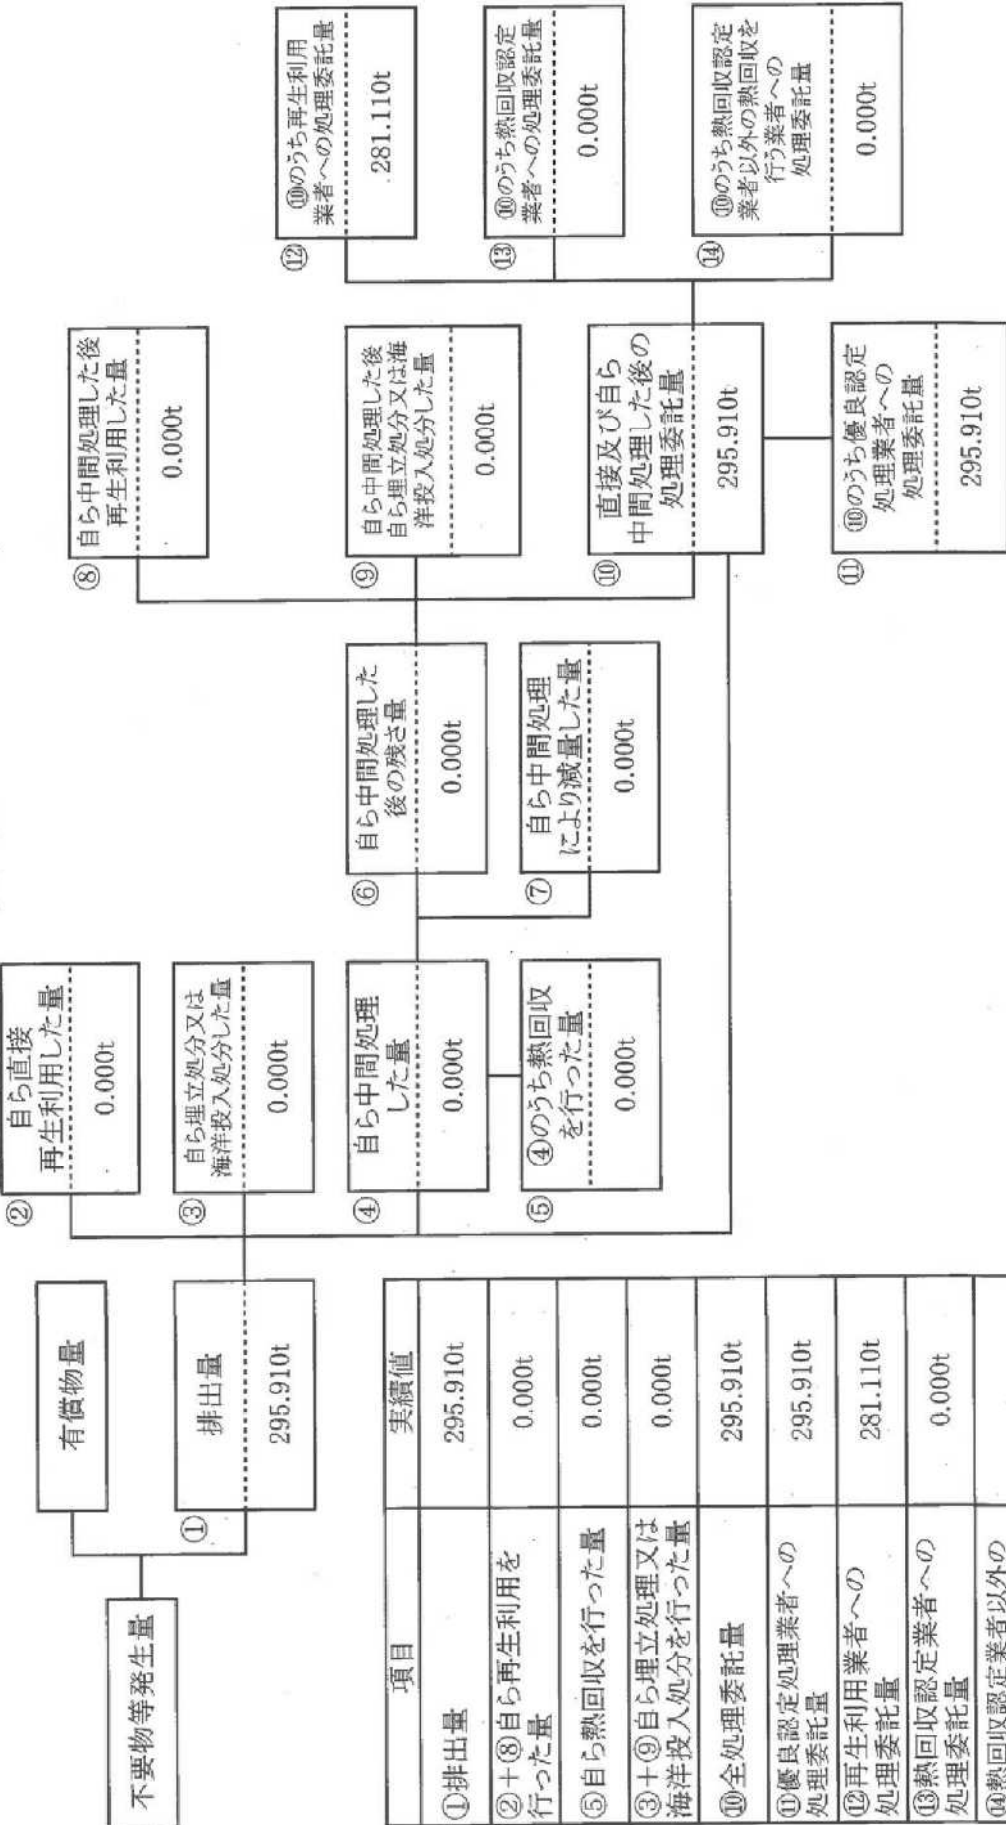 不要物等発生量
有償物量
①
排出量
295.910t
②
自ら直接
再生利用した量
0.000t
③
自ら埋立処分又は
海洋投入処分した量
0.000t
④
自ら中間処理
した量
0.000t
⑤
④のうち熱回収
を行った量
0.000t
⑥
自ら中間処理した
後の残さ量
0.000t
⑦
自ら中間処理
により減量した量
0.000t
⑧
自ら中間処理した後
再生利用した量
0.000t
⑨
自ら中間処理した後
自ら埋立処分又は海
洋投入処分した量
0.000t
⑩
直接及び自ら
中間処理した後の
処理委託量
295.910t
⑪
⑩のうち優良認定
処理業者への
処理委託量
295.910t
⑫
⑩のうち再生利用
業者への処理委託量
281.110t
⑬
⑩のうち熱回収認定
業者への処理委託量
0.000t
⑭
⑩のうち熱回収認定
業者以外の熱回収を
行う業者への
処理委託量
0.000t
項目 実績値
①排出量 295.910t
②+⑧自ら再生利用を
行った量 0.000t
⑤自ら熱回収を行った量 0.000t
③+⑨自ら埋立処理又は
海洋投入処分を行った量 0.000t
⑩全処理委託量 295.910t
⑪優良認定処理業者への
処理委託量 295.910t
⑫再生利用業者への
処理委託量 281.110t
⑬熱回収認定業者への
処理委託量 0.000t
⑭熱回収認定業者以外の